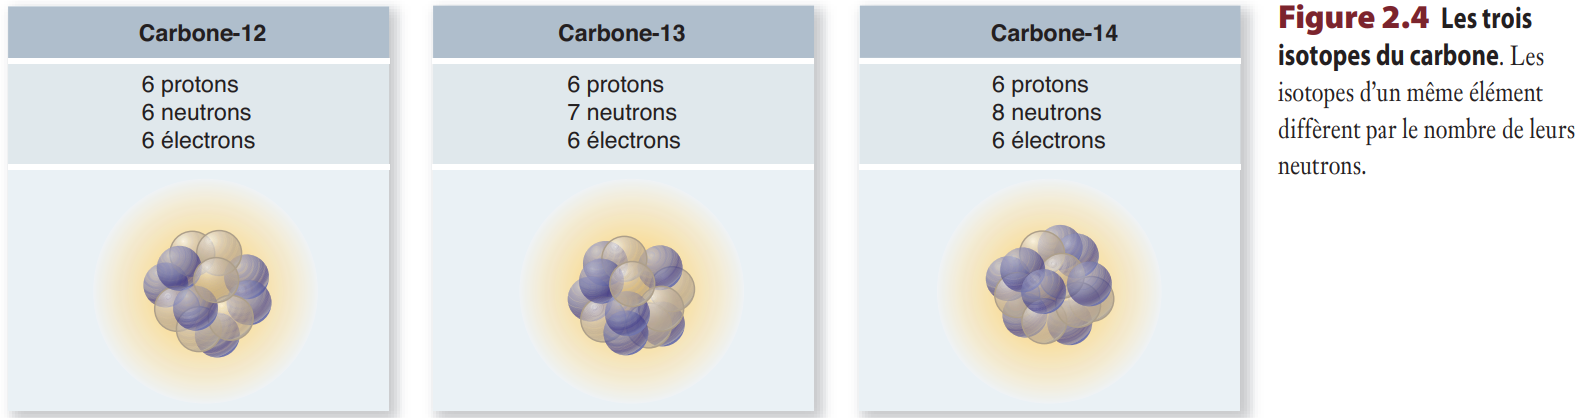 Carbone-12
6 protons
6 neutrons
6 électrons
Carbone-13
6 protons
7 neutrons
6 électrons
Carbone-14
6 protons
8 neutrons
6 électrons
Figure 2.4 Les trois
isotopes du carbone. Les
isotopes d’un même élément
diffèrent par le nombre de leurs
neutrons.